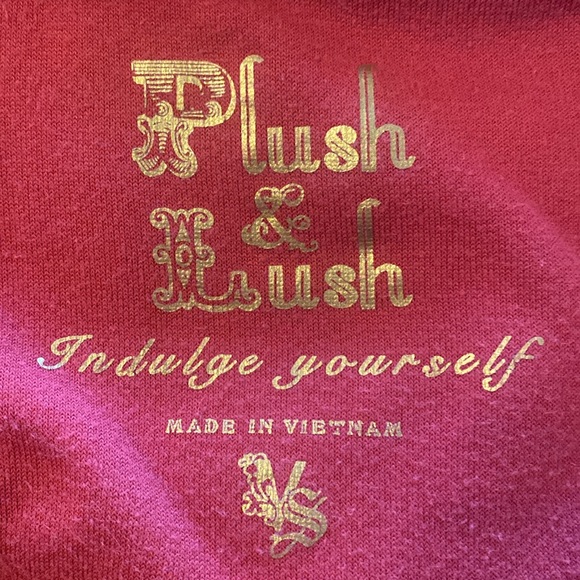 Plush
&
Lush
Indulge yourself
MADE IN VIETNAM
VS